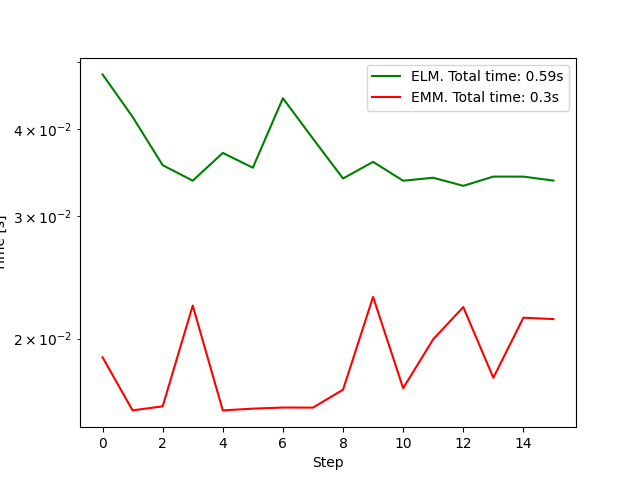 ELM. Total time: 0.59s
EMM. Total time: 0.3s
4 × 10⁻²
3 × 10⁻²
2 × 10⁻²
Time [s]
0 2 4 6 8 10 12 14
Step